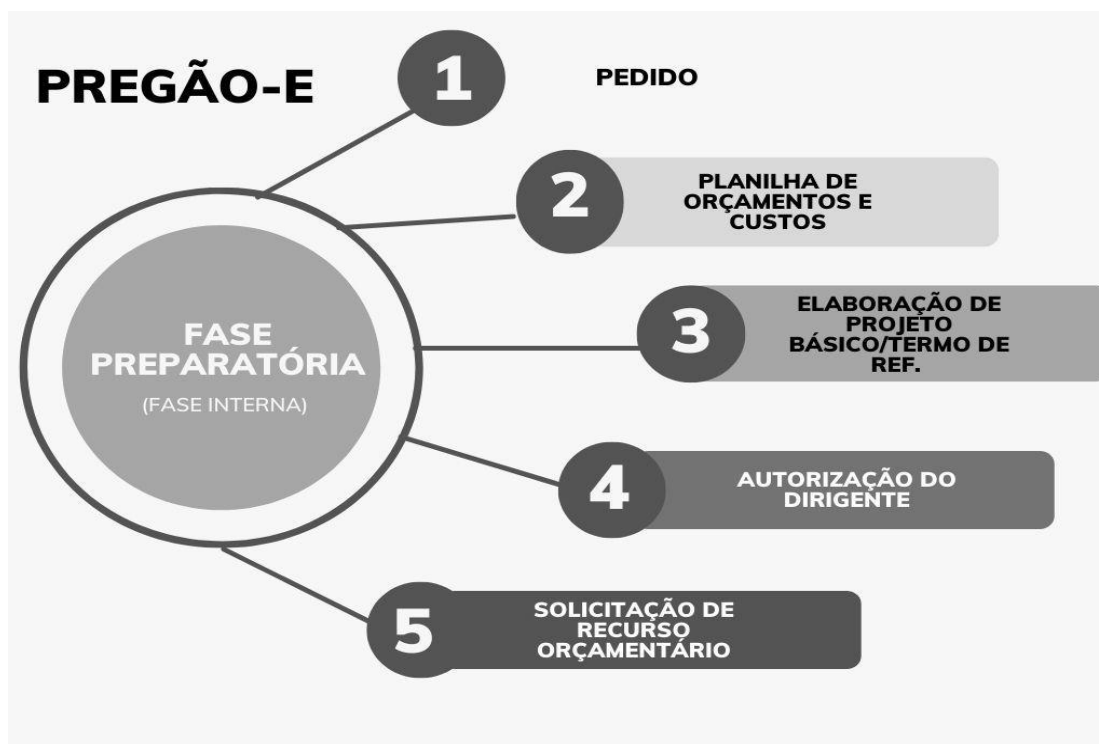 PREGÃO-E
1
PEDIDO
2
PLANILHA DE
ORÇAMENTOS E
CUSTOS
3
ELABORAÇÃO DE
PROJETO
BÁSICO/TERMO DE
REF.
FASE
PREPARATÓRIA
(FASE INTERNA)
4
AUTORIZAÇÃO DO
DIRIGENTE
5
SOLICITAÇÃO DE
RECURSO
ORÇAMENTÁRIO